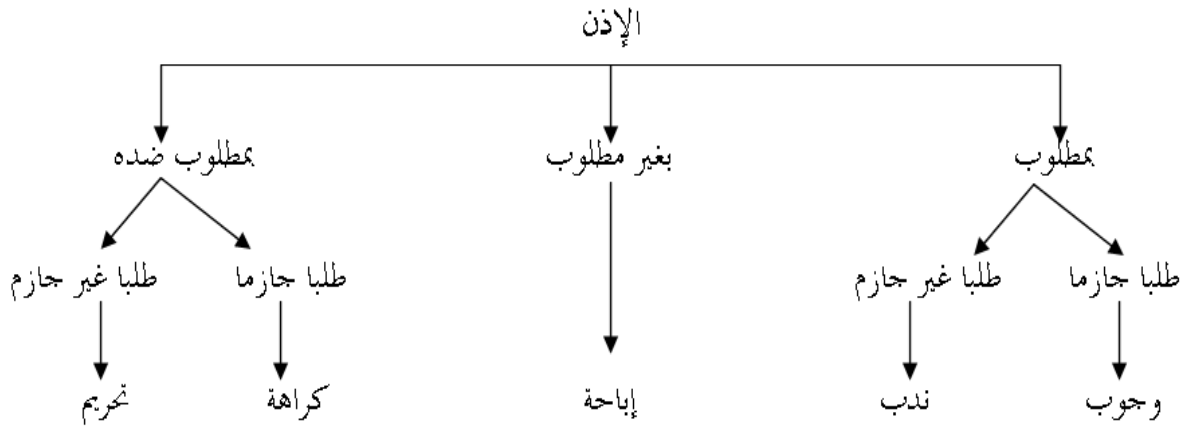 الإذن
بمطلوب
بغير مطلوب
بمطلوب ضده
طلبا جازما
طلبا غير جازم
طلبا جازما
طلبا غير جازم
وجوب
ندب
إباحة
كراهة
تحريم